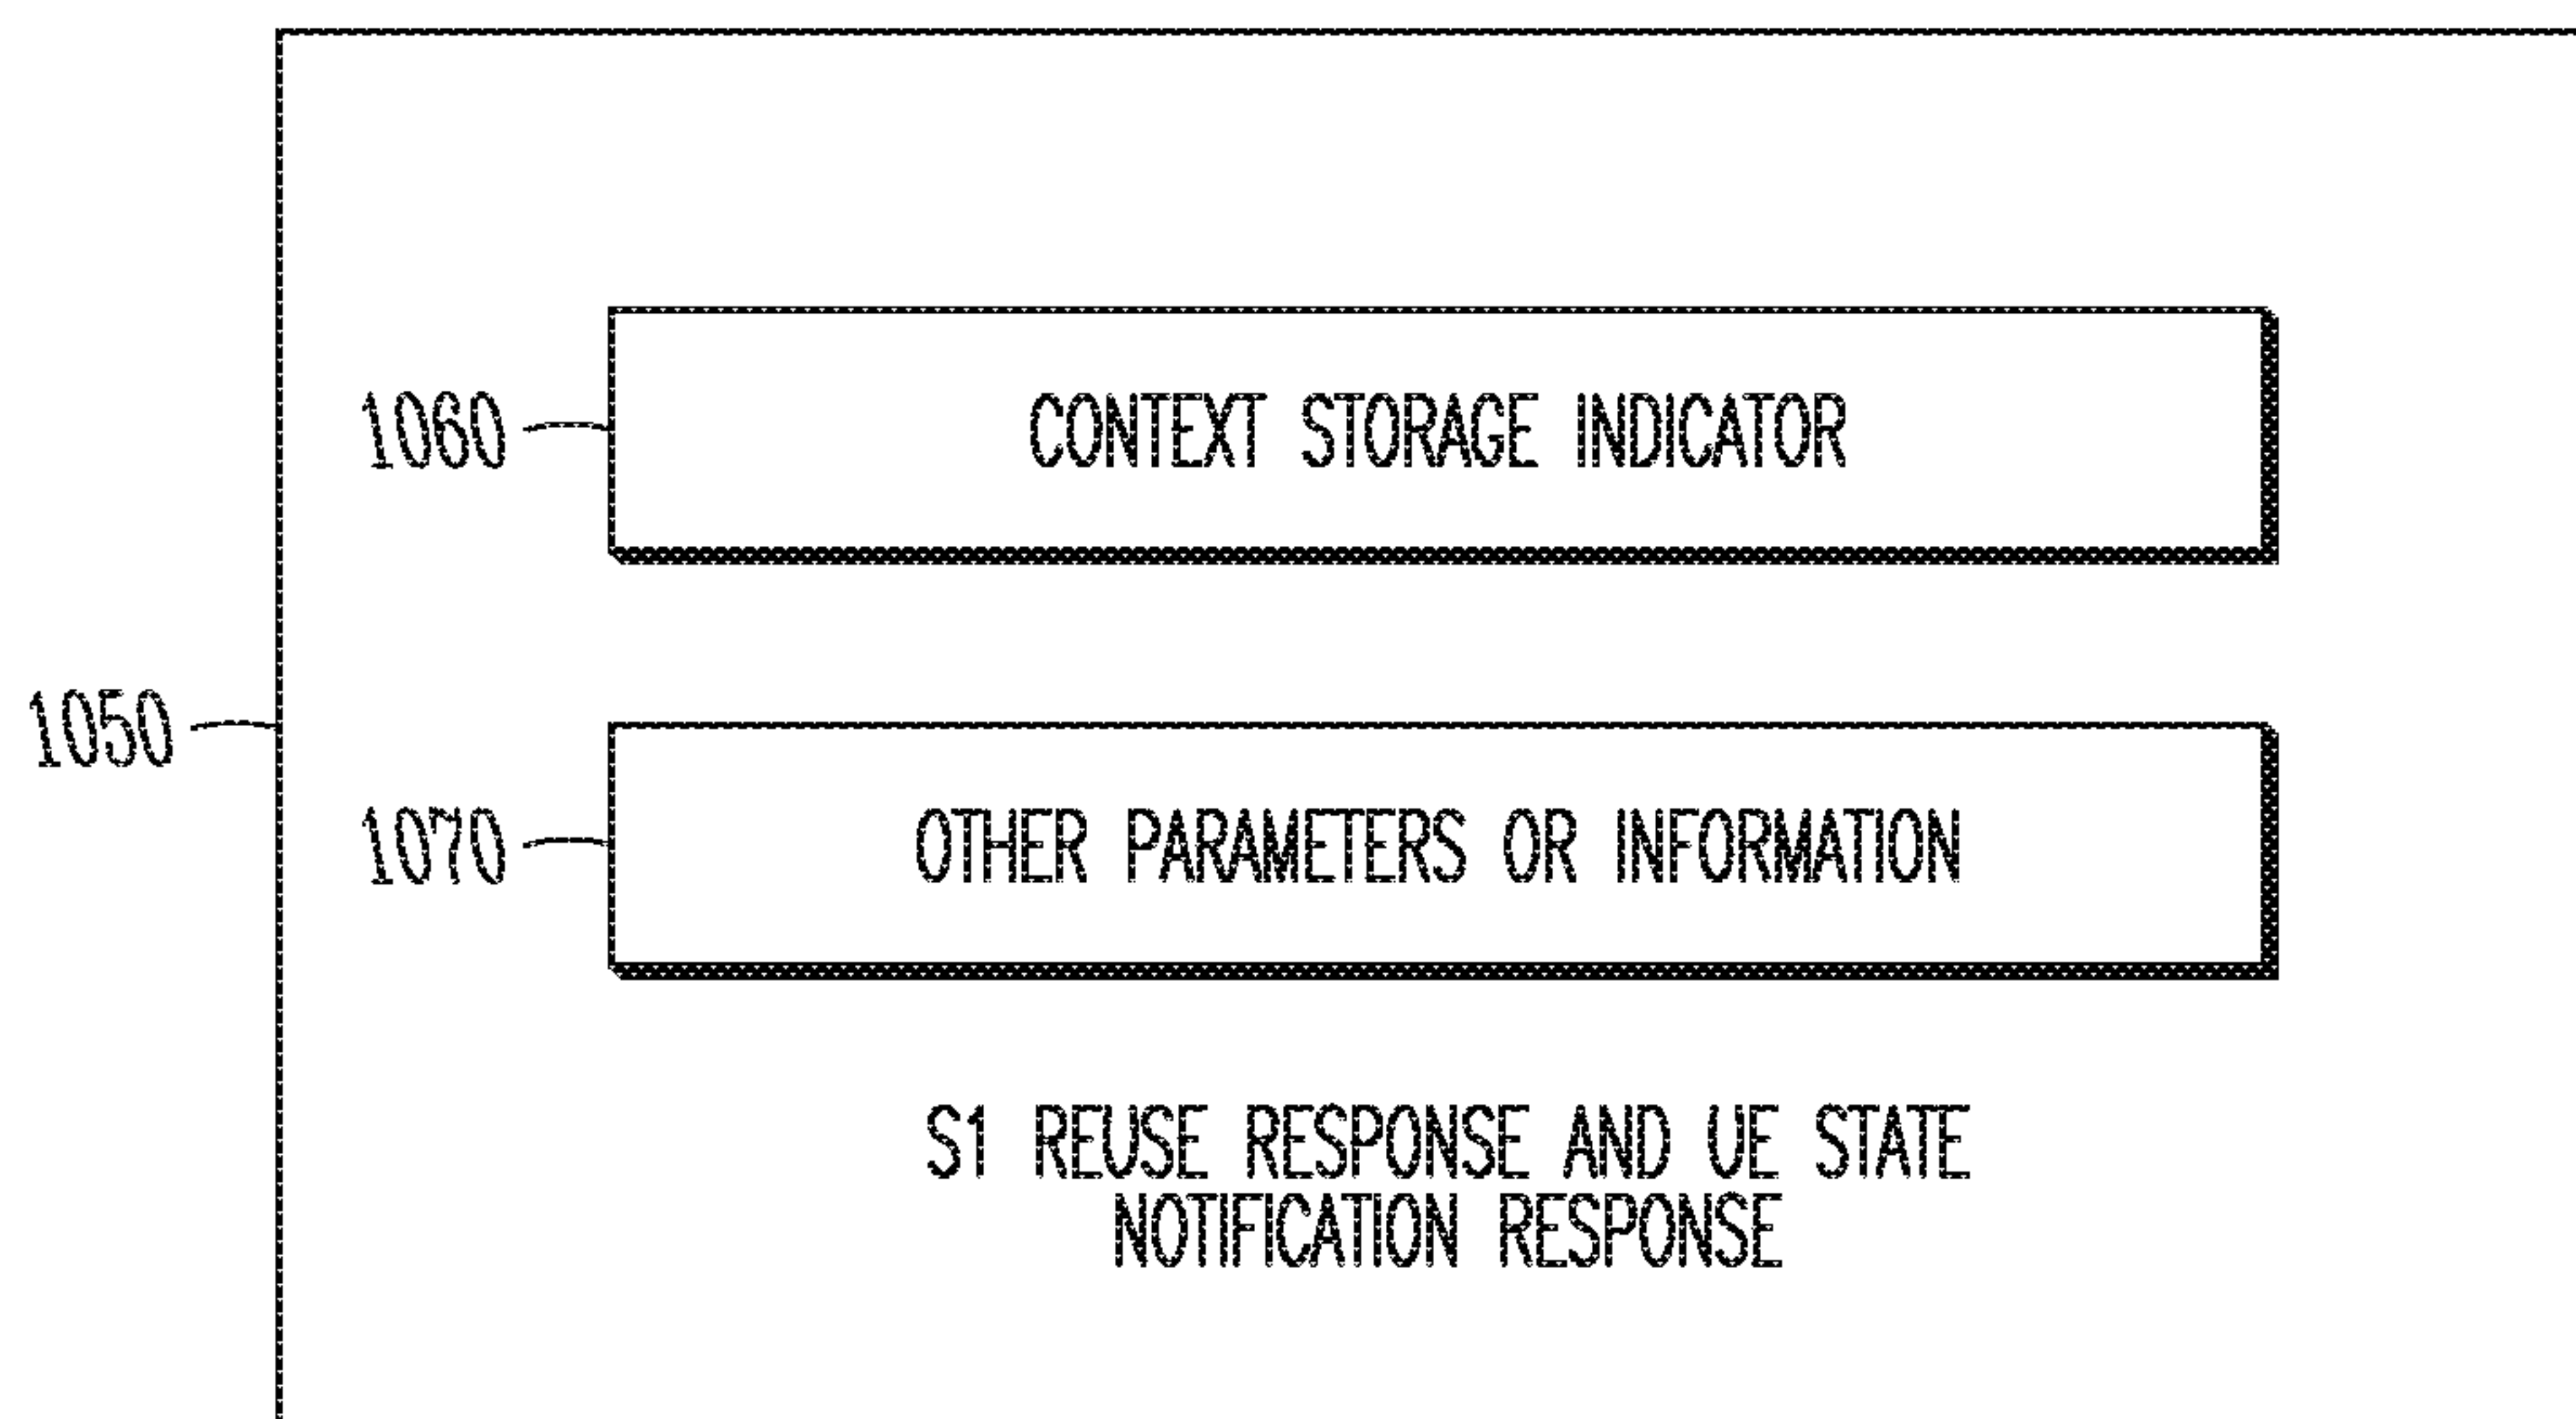 1060
CONTEXT STORAGE INDICATOR
1050
1070
OTHER PARAMETERS OR INFORMATION
S1 REUSE RESPONSE AND UE STATE
NOTIFICATION RESPONSE